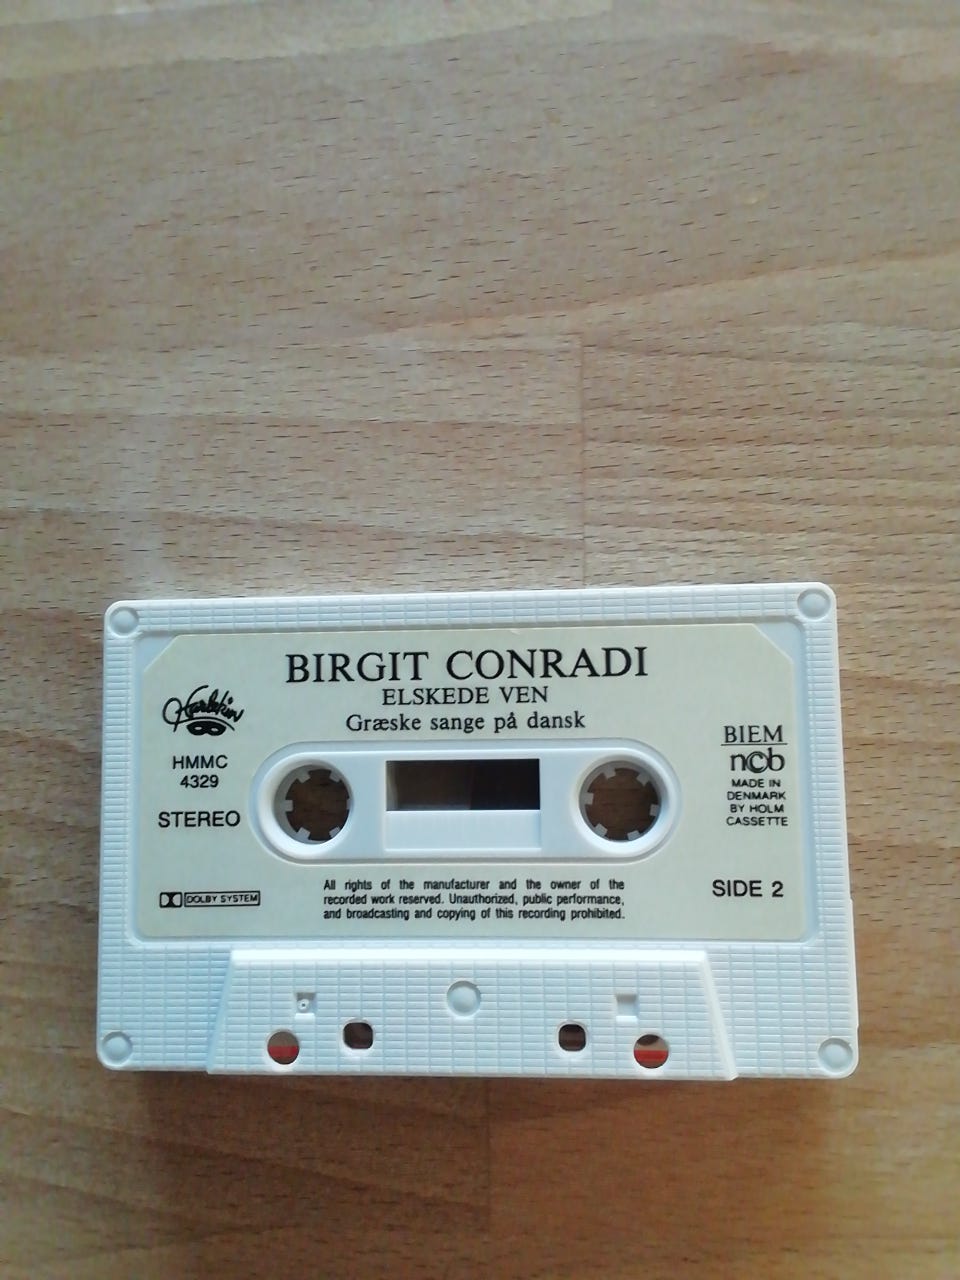 BIRGIT CONRADI
ELSKEDE VEN
Græske sange på dansk
Harlekin
HMMC
4329
STEREO
BIEM
ncb
MADE IN
DENMARK
BY HOLM
CASSETTE
DOLBY SYSTEM
All rights of the manufacturer and the owner of the
recorded work reserved. Unauthorized, public performance,
and broadcasting and copying of this recording prohibited.
SIDE 2